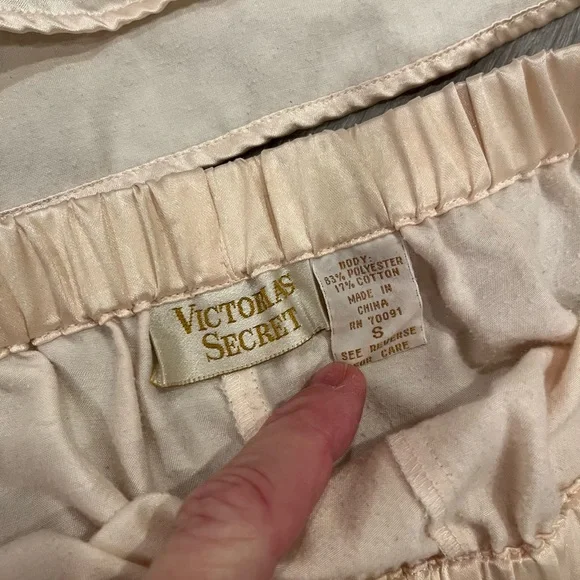 VICTORIA'S
SECRET
BODY:
83% POLYESTER
17% COTTON
MADE IN
CHINA
RN 70091
S
SEE REVERSE
FOR CARE